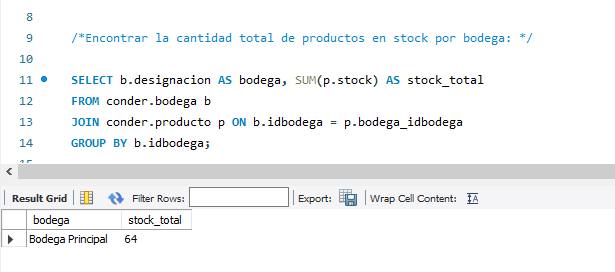 8
9 /*Encontrar la cantidad total de productos en stock por bodega: */
10
11 SELECT b.designacion AS bodega, SUM(p.stock) AS stock_total
12 FROM conder.bodega b
13 JOIN conder.producto p ON b.idbodega = p.bodega_idbodega
14 GROUP BY b.idbodega;
Result Grid Filter Rows: Export: Wrap Cell Content:
bodega stock_total
Bodega Principal 64